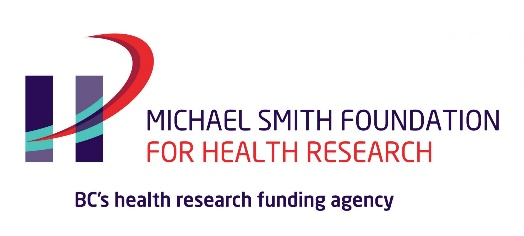 MICHAEL SMITH FOUNDATION
FOR HEALTH RESEARCH
BC's health research funding agency